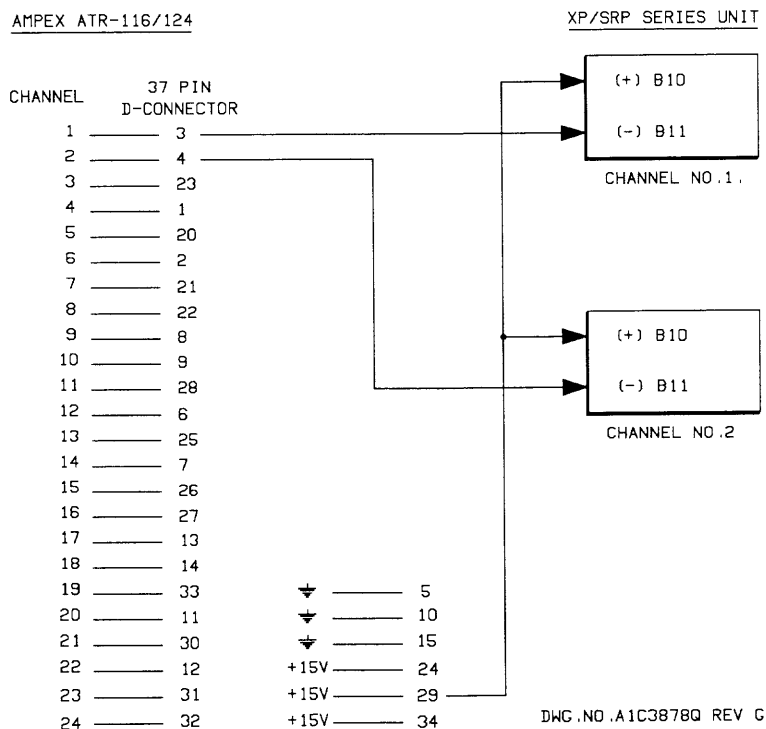 AMPEX ATR-116/124
XP/SRP SERIES UNIT
CHANNEL
37 PIN
D-CONNECTOR
1 3
2 4
3 23
4 1
5 20
6 2
7 21
8 22
9 8
10 9
11 28
12 6
13 25
14 7
15 26
16 27
17 13
18 14
19 33
20 11
21 30
22 12
23 31
24 32
5
10
15
+15V 24
+15V 29
+15V 34
(+) B10
(-) B11
CHANNEL NO.1.
(+) B10
(-) B11
CHANNEL NO.2
DWG.NO.A1C3878Q REV G